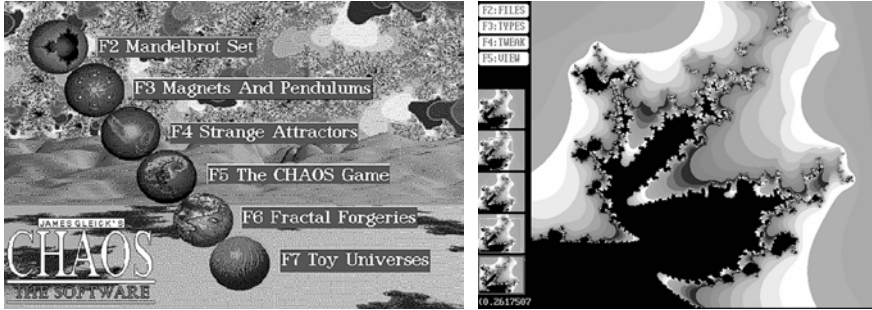 F2 Mandelbrot Set
F3 Magnets And Pendulums
F4 Strange Attractors
F5 The CHAOS Game
F6 Fractal Forgeries
F7 Toy Universes
JAMES GLEICK'S
CHAOS
THE SOFTWARE
F2:FILES
F3:TYPES
F4:TWEAK
F5:VIEW
(0.2617507